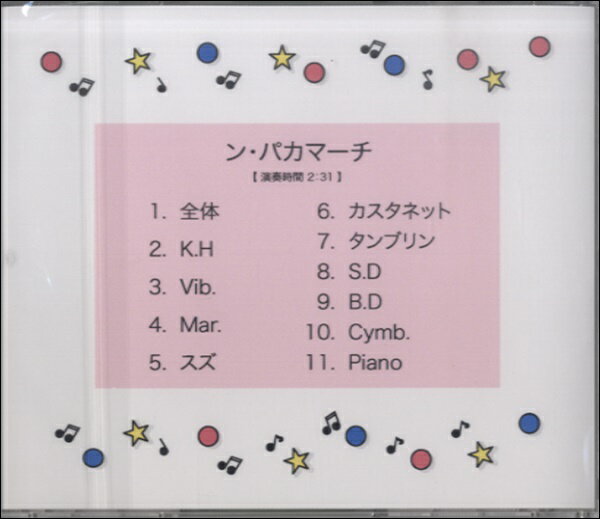 ン・パカマーチ
【 演奏時間 2:31 】
1. 全体
2. K.H
3. Vib.
4. Mar.
5. スズ
6. カスタネット
7. タンブリン
8. S.D
9. B.D
10. Cymb.
11. Piano